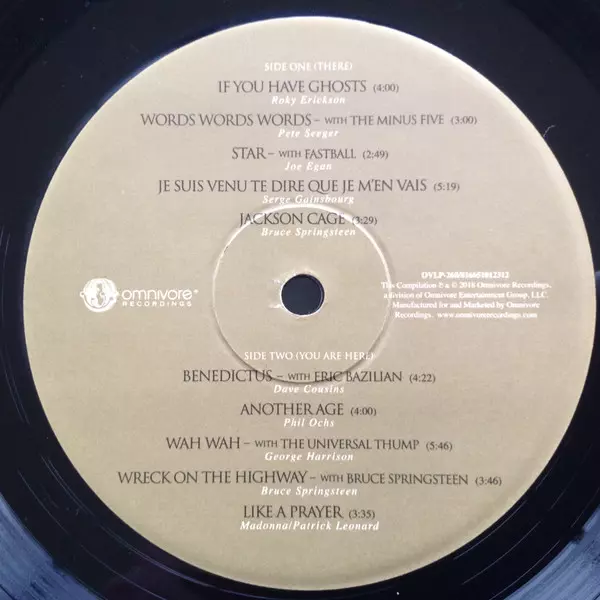 SIDE ONE (THERE)
IF YOU HAVE GHOSTS (4:00)
Roky Erickson
WORDS WORDS WORDS – WITH THE MINUS FIVE (3:00)
Pete Seeger
STAR – WITH FASTBALL (2:49)
Joe Egan
JE SUIS VENU TE DIRE QUE JE M'EN VAIS (5:19)
Serge Gainsbourg
JACKSON CAGE (3:29)
Bruce Springsteen
omnivore®
RECORDINGS
This Compilation ℗ & © 2018 Omnivore Recordings,
a division of Omnivore Entertainment Group, LLC.
Manufactured for and Marketed by Omnivore
Recordings. www.omnivorerecordings.com
SIDE TWO (YOU ARE HERE)
BENEDICTUS – WITH ERIC BAZILIAN (4:22)
Dave Cousins
ANOTHER AGE (4:00)
Phil Ochs
WAH WAH – WITH THE UNIVERSAL THUMP (5:46)
George Harrison
WRECK ON THE HIGHWAY – WITH BRUCE SPRINGSTEEN (3:46)
Bruce Springsteen
LIKE A PRAYER (3:35)
Madonna/Patrick Leonard